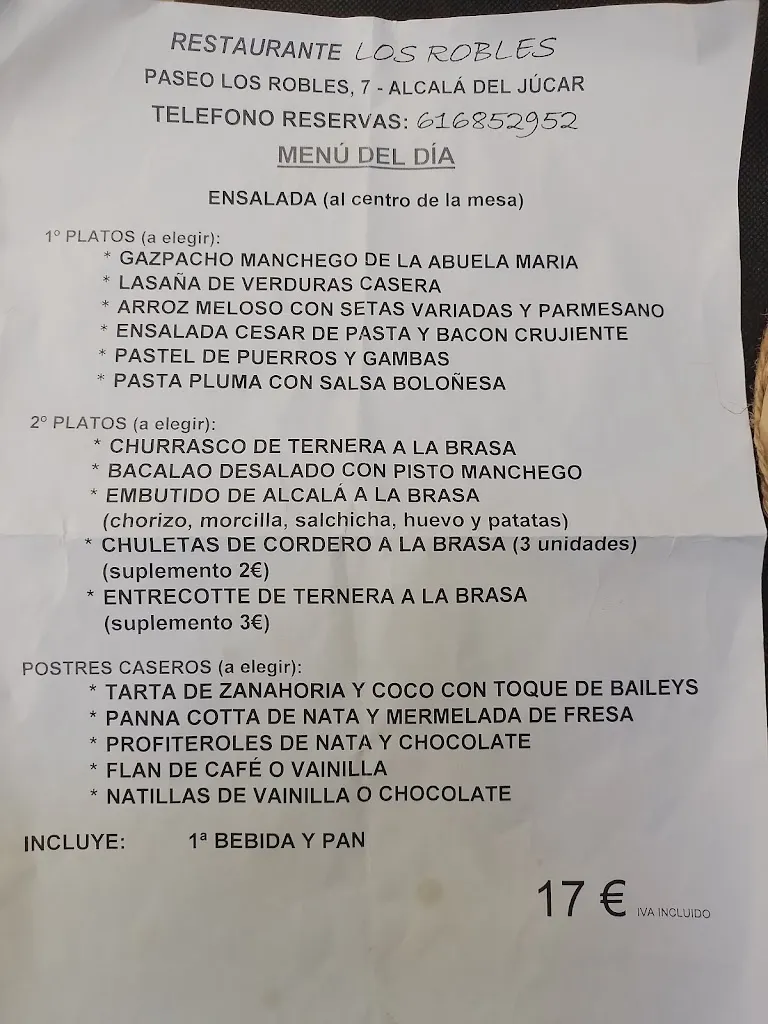 RESTAURANTE LOS ROBLES
PASEO LOS ROBLES, 7 - ALCALÁ DEL JÚCAR
TELEFONO RESERVAS: 616852952
MENÚ DEL DÍA
ENSALADA (al centro de la mesa)
1º PLATOS (a elegir):
* GAZPACHO MANCHEGO DE LA ABUELA MARIA
* LASAÑA DE VERDURAS CASERA
* ARROZ MELOSO CON SETAS VARIADAS Y PARMESANO
* ENSALADA CESAR DE PASTA Y BACON CRUJIENTE
* PASTEL DE PUERROS Y GAMBAS
* PASTA PLUMA CON SALSA BOLOÑESA
2º PLATOS (a elegir):
* CHURRASCO DE TERNERA A LA BRASA
* BACALAO DESALADO CON PISTO MANCHEGO
* EMBUTIDO DE ALCALÁ A LA BRASA
(chorizo, morcilla, salchicha, huevo y patatas)
* CHULETAS DE CORDERO A LA BRASA (3 unidades)
(suplemento 2€)
* ENTRECOTTE DE TERNERA A LA BRASA
(suplemento 3€)
POSTRES CASEROS (a elegir):
* TARTA DE ZANAHORIA Y COCO CON TOQUE DE BAILEYS
* PANNA COTTA DE NATA Y MERMELADA DE FRESA
* PROFITEROLES DE NATA Y CHOCOLATE
* FLAN DE CAFÉ O VAINILLA
* NATILLAS DE VAINILLA O CHOCOLATE
INCLUYE: 1ª BEBIDA Y PAN
17 € IVA INCLUIDO